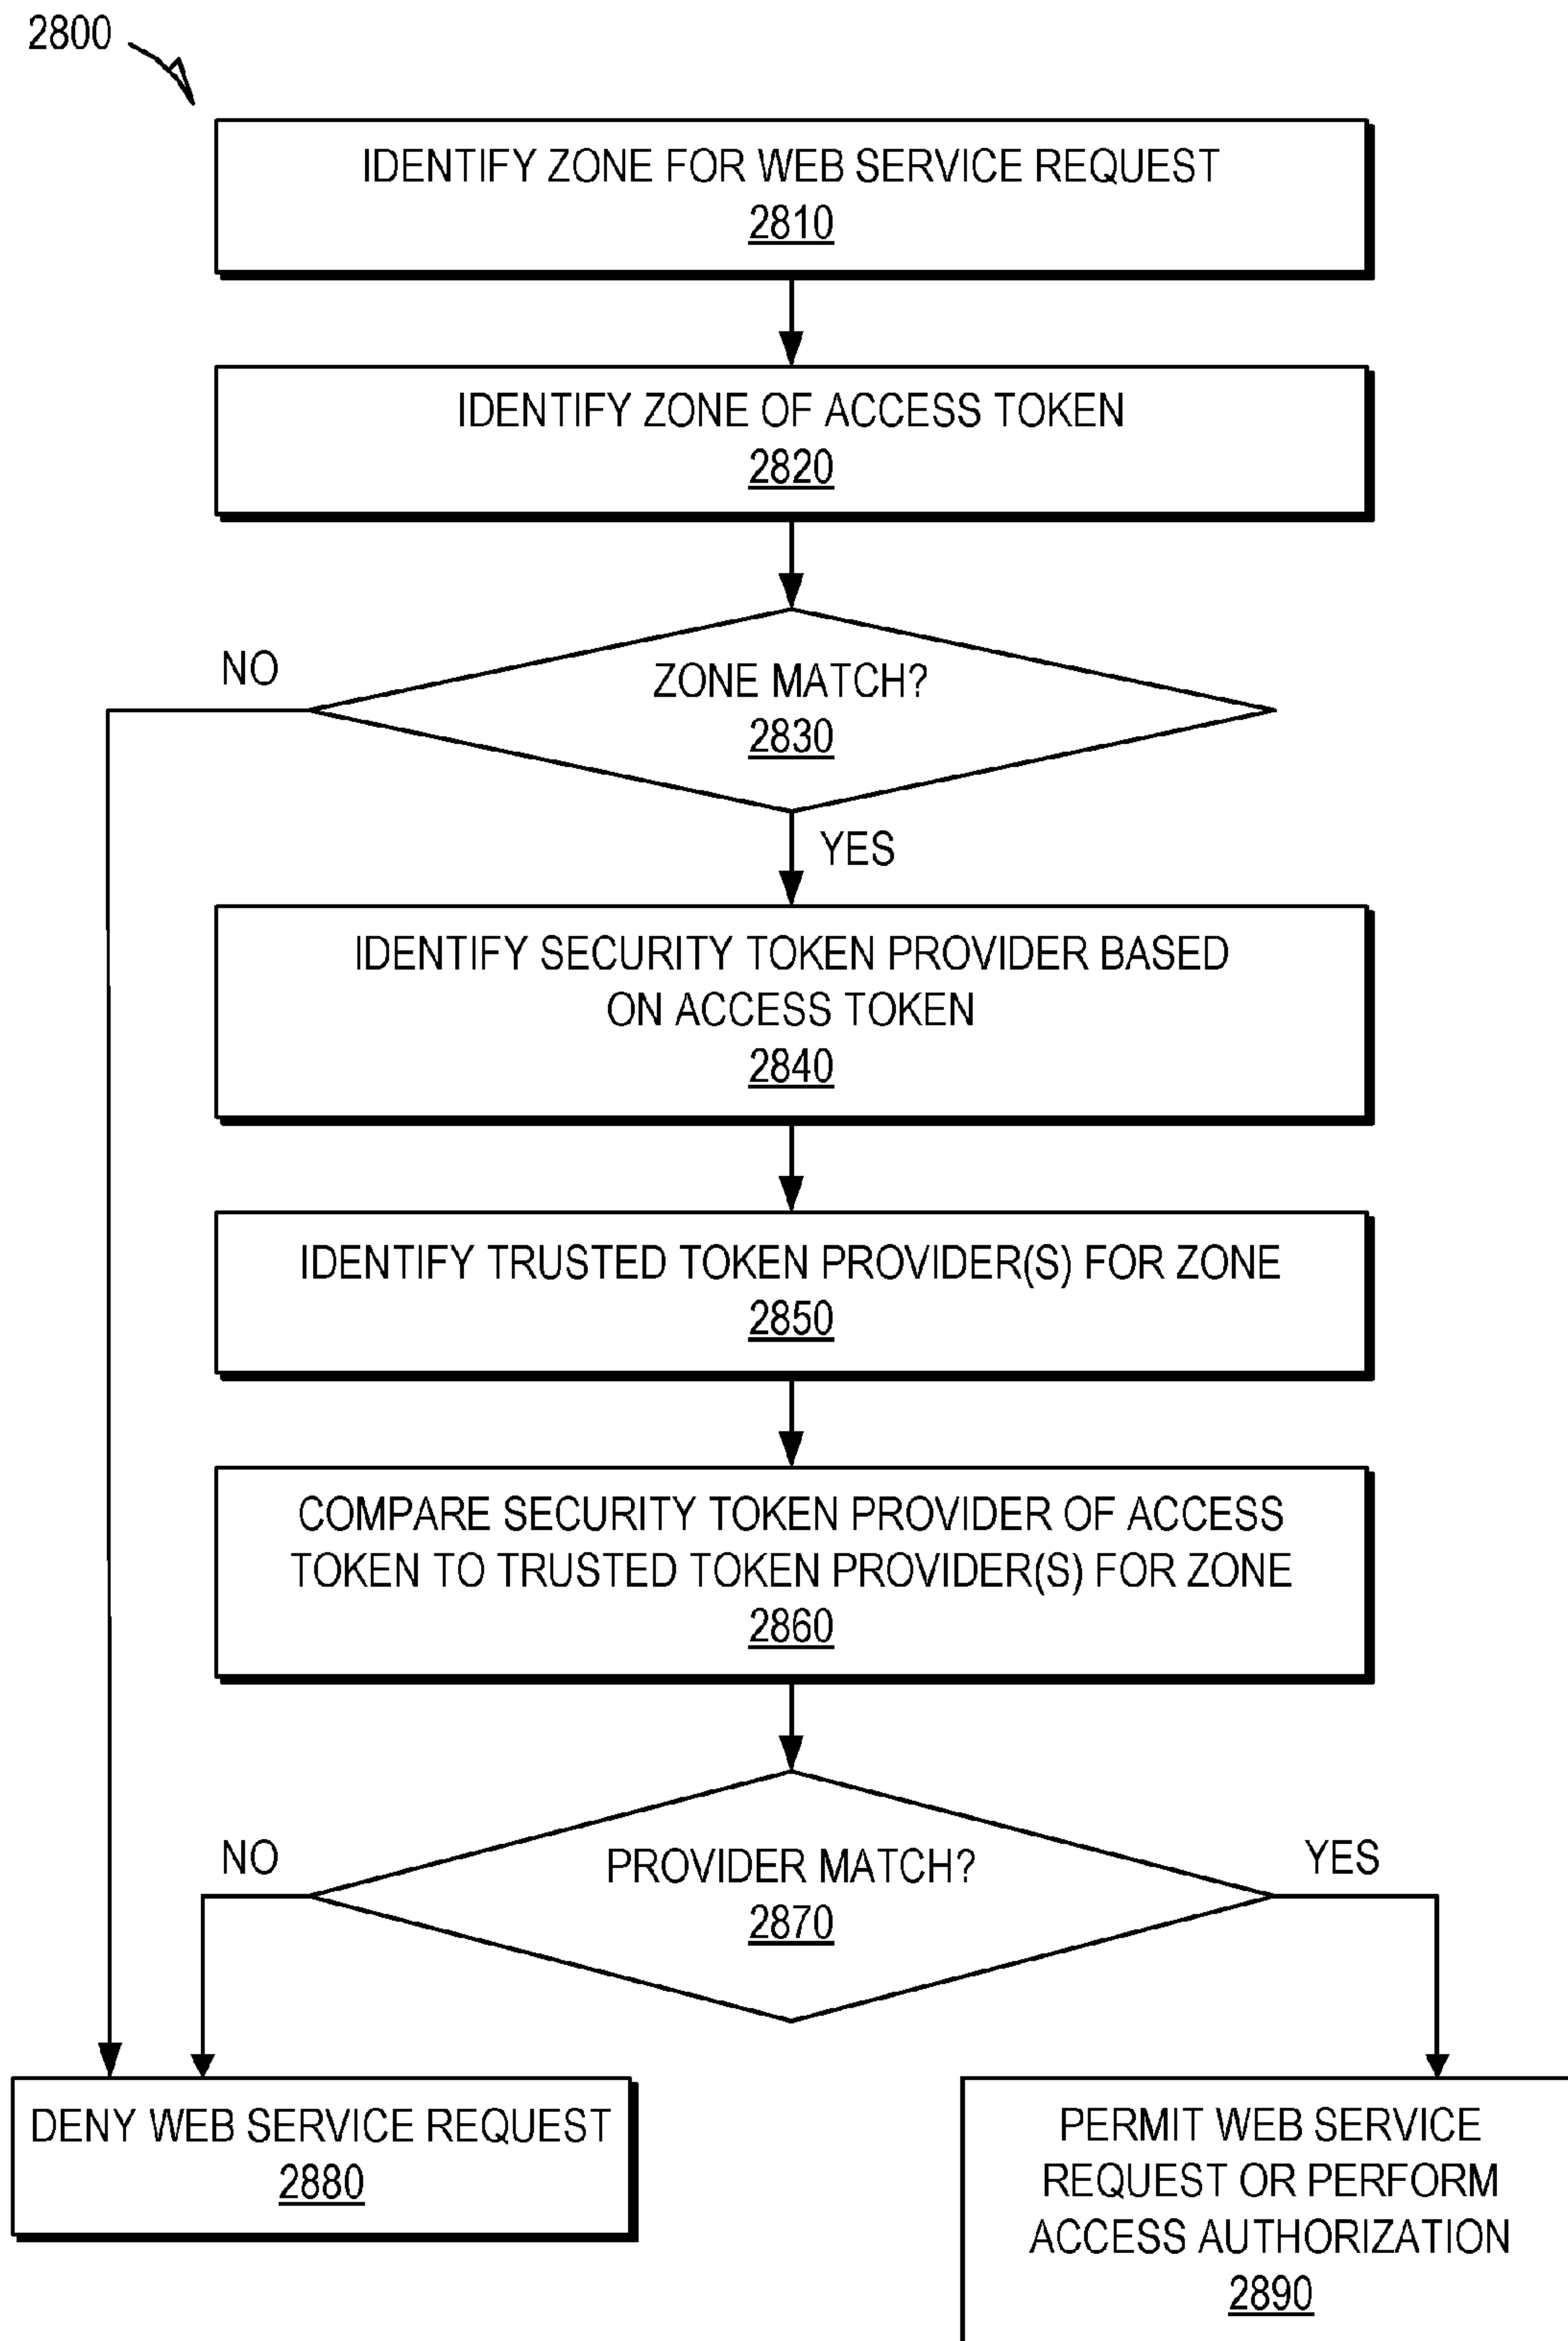 2800
IDENTIFY ZONE FOR WEB SERVICE REQUEST
2810
IDENTIFY ZONE OF ACCESS TOKEN
2820
NO
ZONE MATCH?
2830
YES
IDENTIFY SECURITY TOKEN PROVIDER BASED
ON ACCESS TOKEN
2840
IDENTIFY TRUSTED TOKEN PROVIDER(S) FOR ZONE
2850
COMPARE SECURITY TOKEN PROVIDER OF ACCESS
TOKEN TO TRUSTED TOKEN PROVIDER(S) FOR ZONE
2860
NO
PROVIDER MATCH?
2870
YES
DENY WEB SERVICE REQUEST
2880
PERMIT WEB SERVICE
REQUEST OR PERFORM
ACCESS AUTHORIZATION
2890